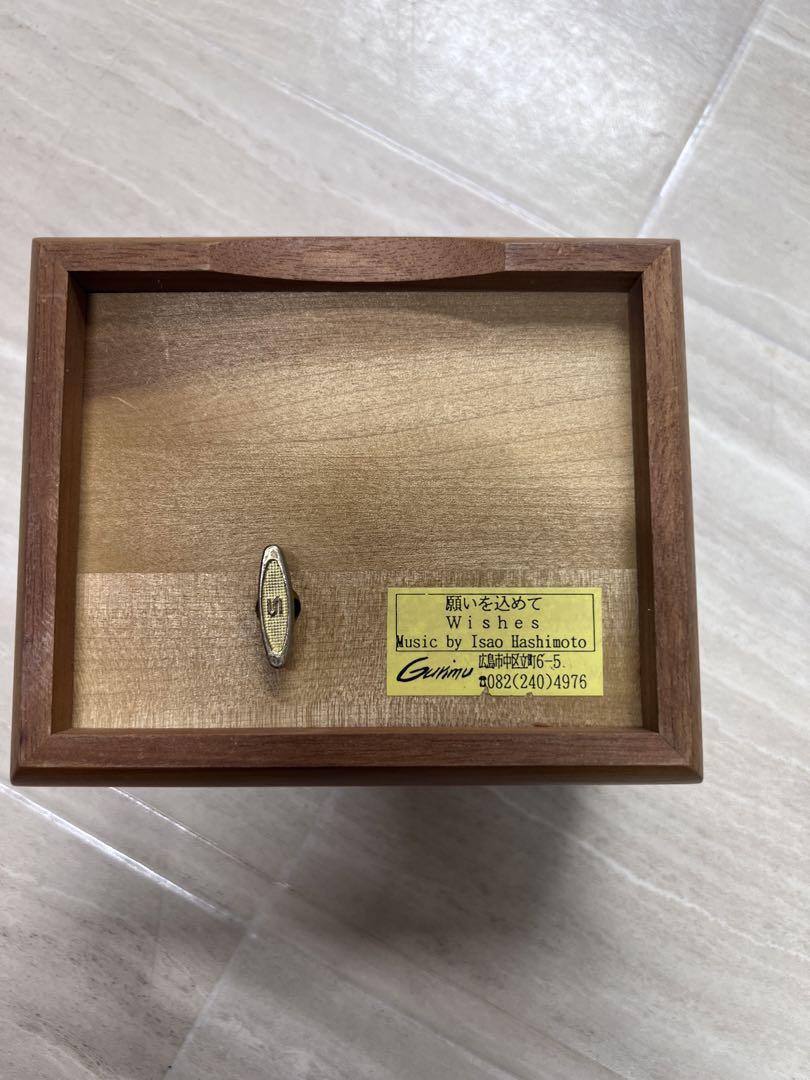 願いを込めて
Wishes
Music by Isao Hashimoto
Gurimu 広島市中区立町6-5
☎082(240)4976